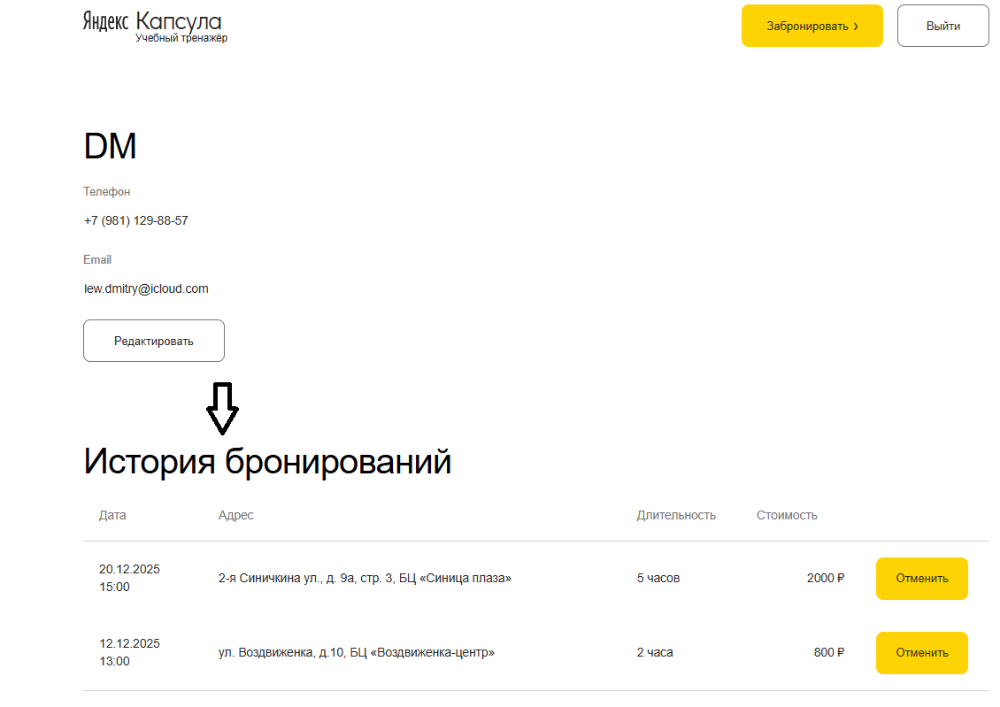 Яндекс Капсула
Учебный тренажёр
Забронировать ›
Выйти
DM
Телефон
+7 (981) 129-88-57
Email
lew.dmitry@icloud.com
Редактировать
История бронирований
Дата Адрес Длительность Стоимость
20.12.2025
15:00
2-я Синичкина ул., д. 9а, стр. 3, БЦ «Синица плаза» 5 часов 2000 ₽ Отменить
12.12.2025
13:00
ул. Воздвиженка, д.10, БЦ «Воздвиженка-центр» 2 часа 800 ₽ Отменить